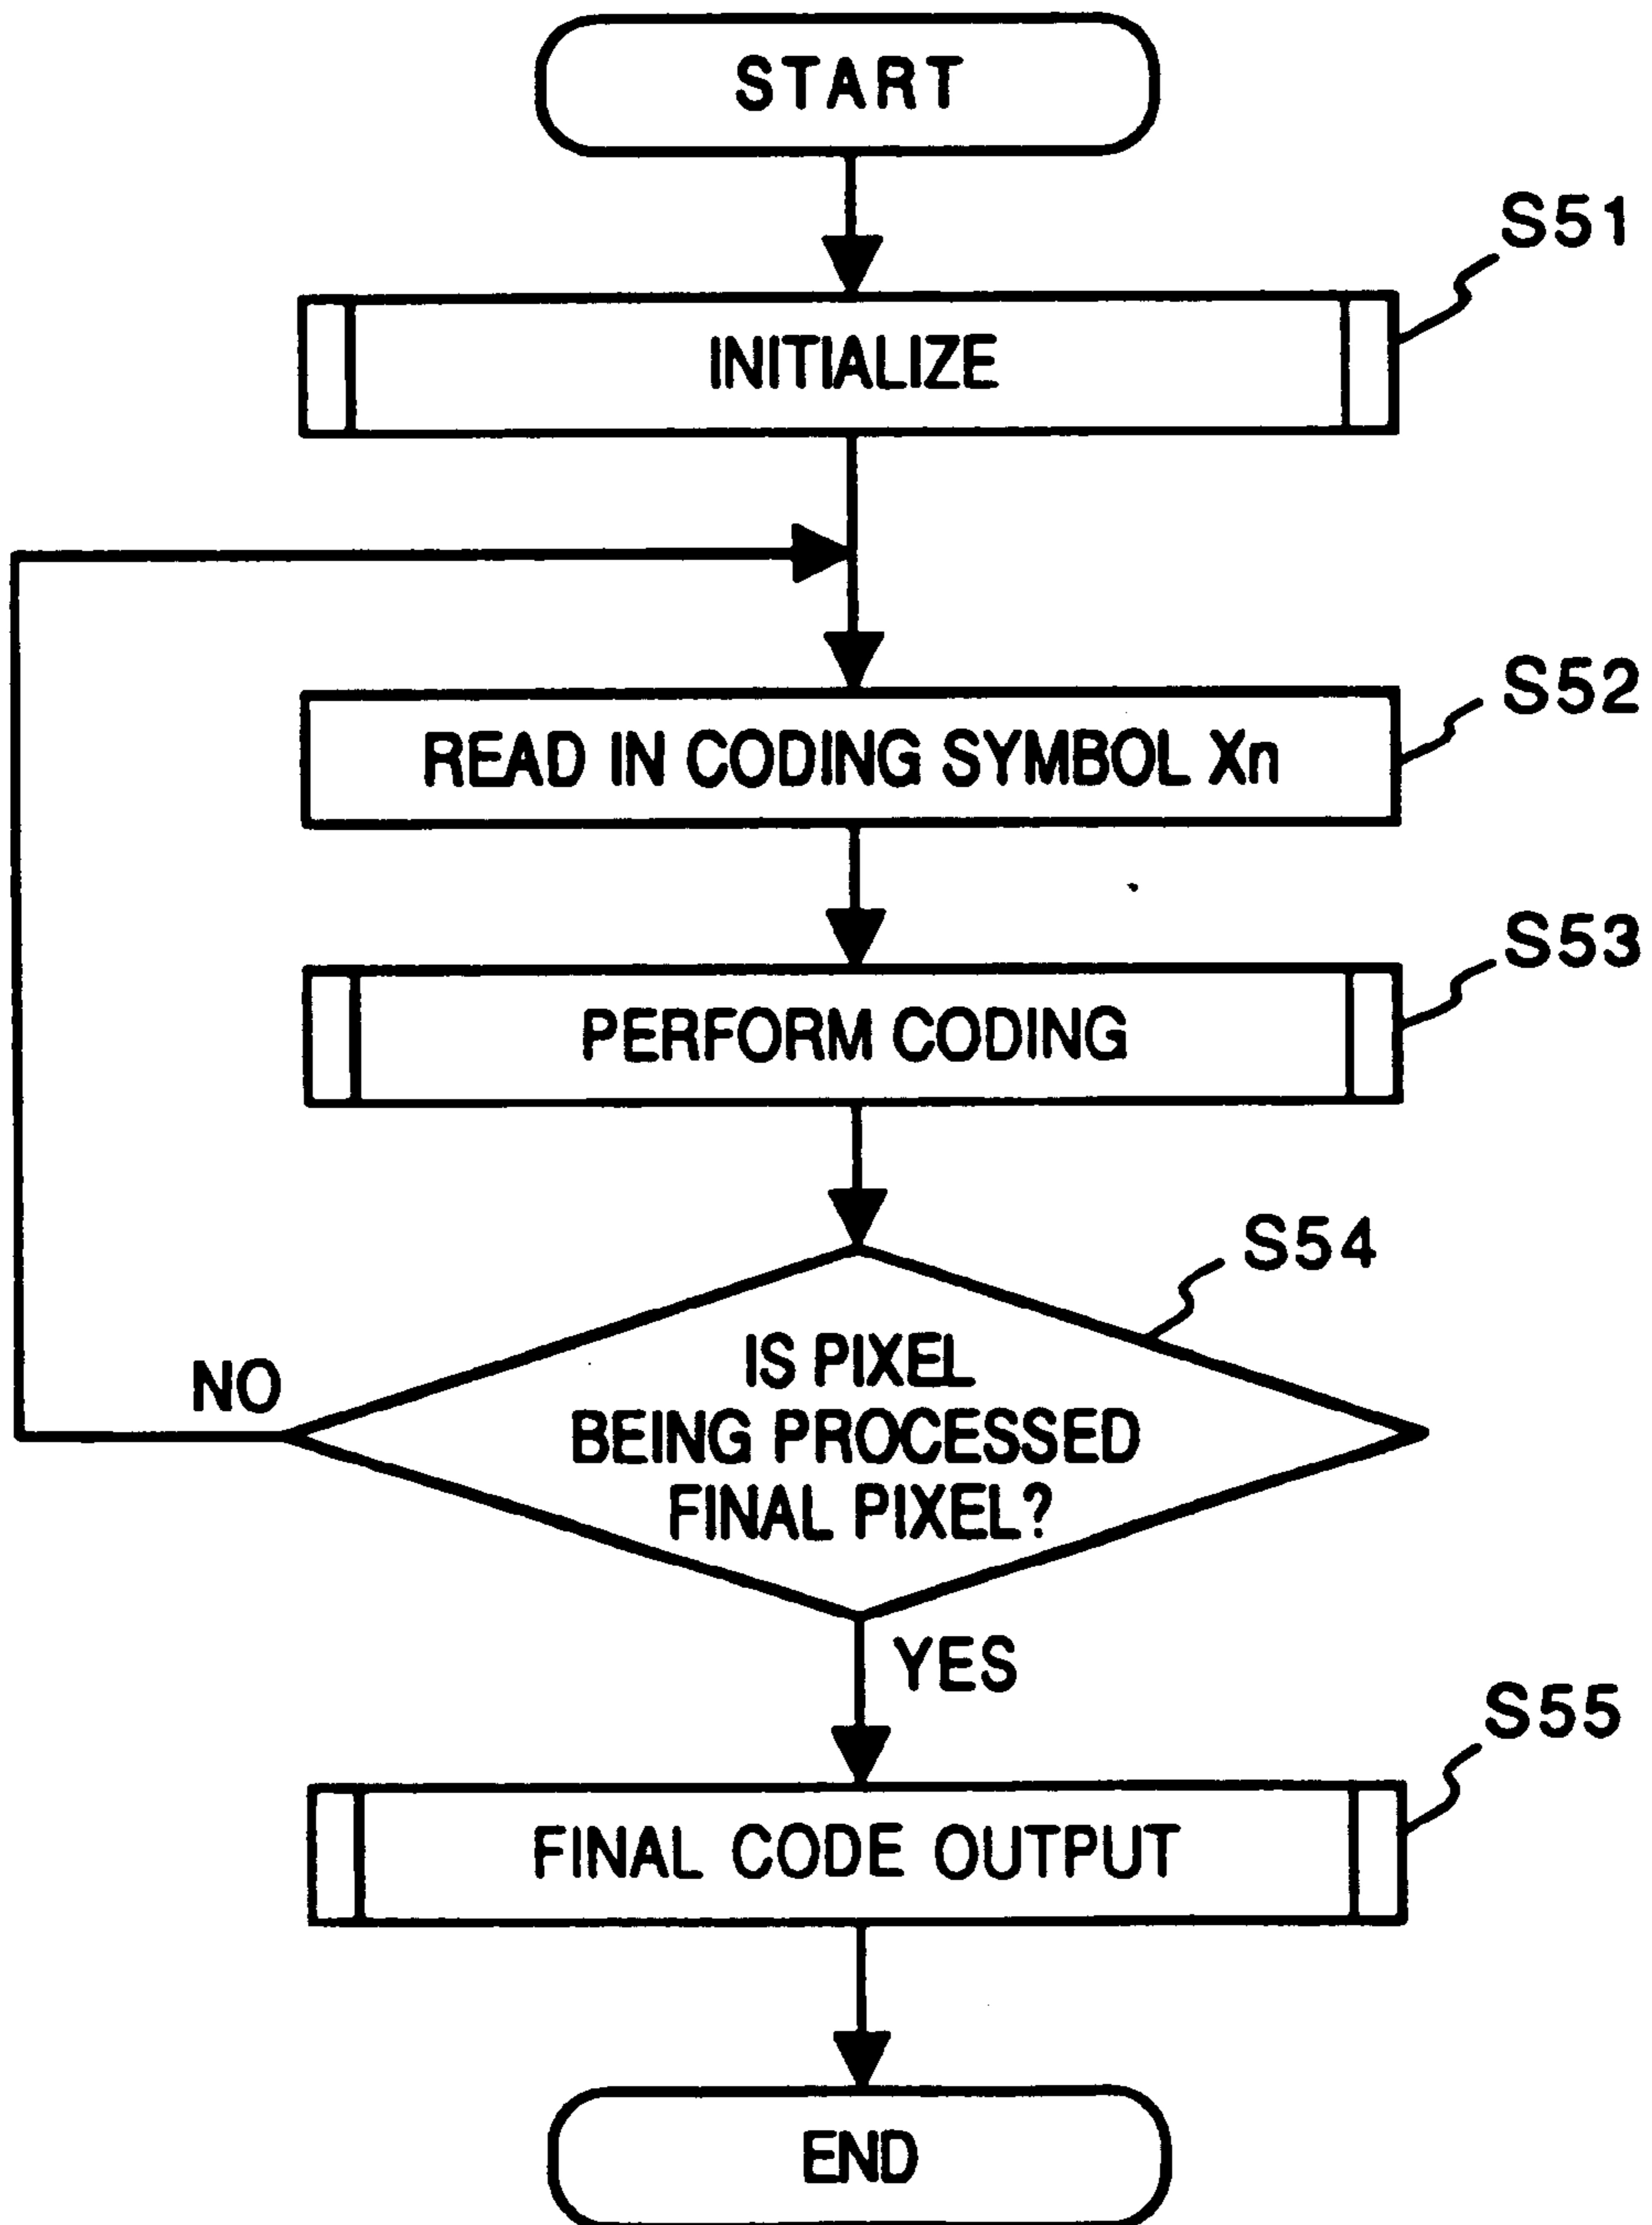 START
S51
INITIALIZE
S52
READ IN CODING SYMBOL Xn
S53
PERFORM CODING
S54
IS PIXEL
BEING PROCESSED
FINAL PIXEL?
NO
YES
S55
FINAL CODE OUTPUT
END